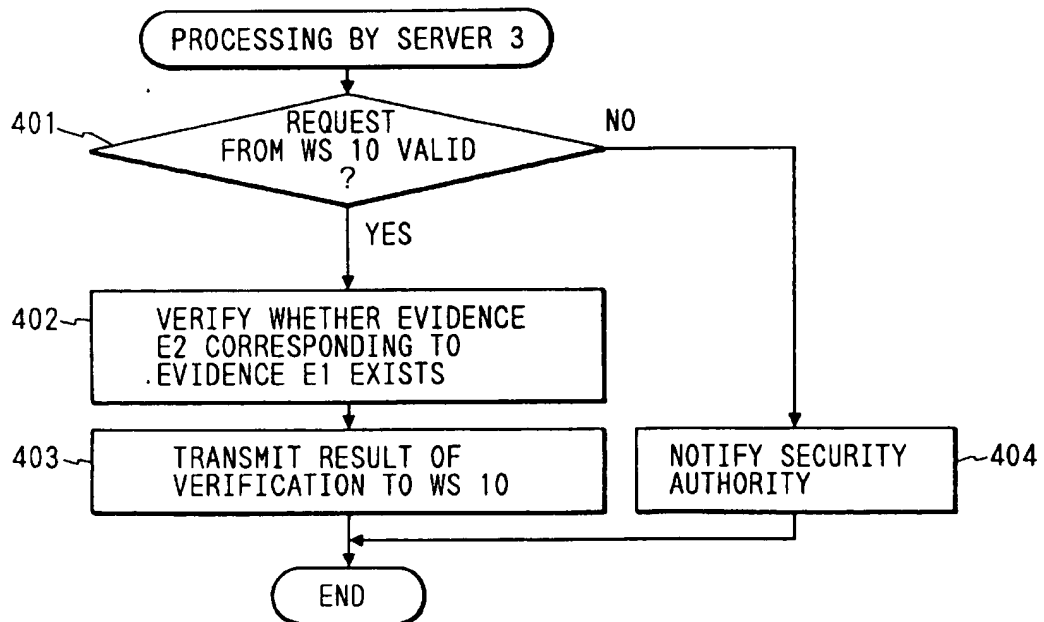 PROCESSING BY SERVER 3
401
REQUEST
FROM WS 10 VALID
?
NO
YES
402
VERIFY WHETHER EVIDENCE
E2 CORRESPONDING TO
EVIDENCE E1 EXISTS
403
TRANSMIT RESULT OF
VERIFICATION TO WS 10
NOTIFY SECURITY
AUTHORITY
404
END